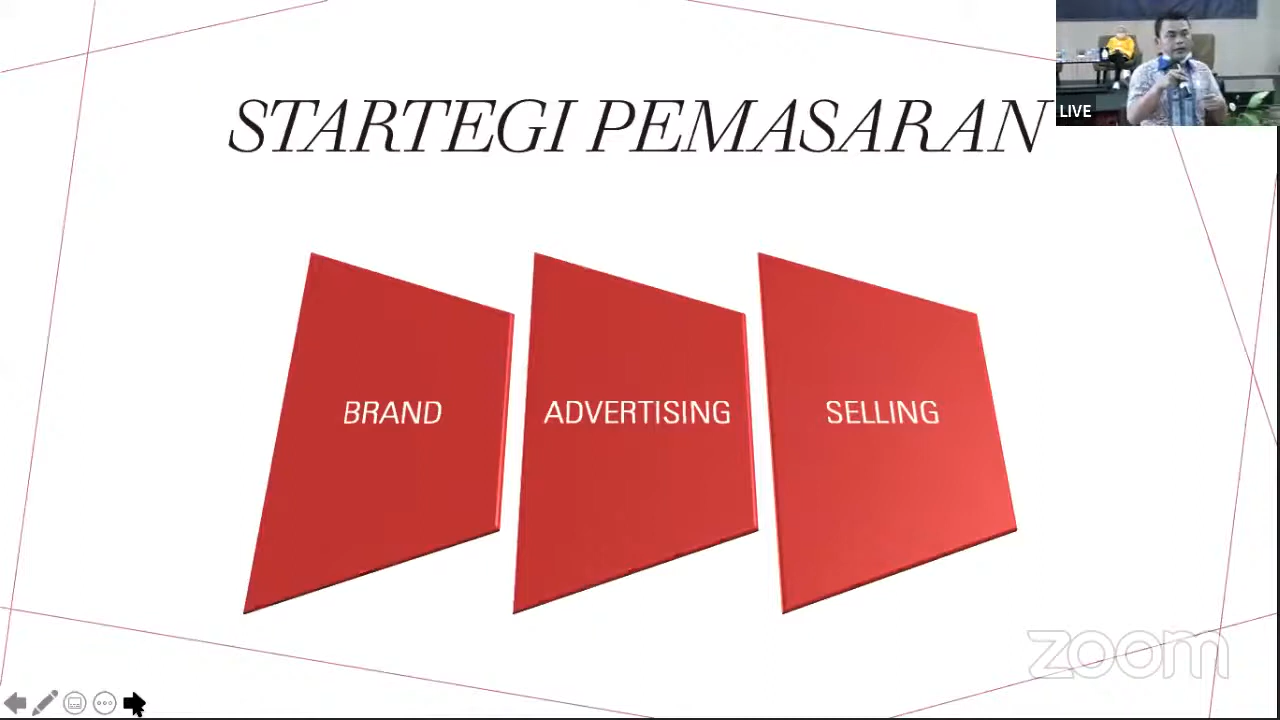 LIVE
STARTEGI PEMASARAN
BRAND
ADVERTISING
SELLING
zoom